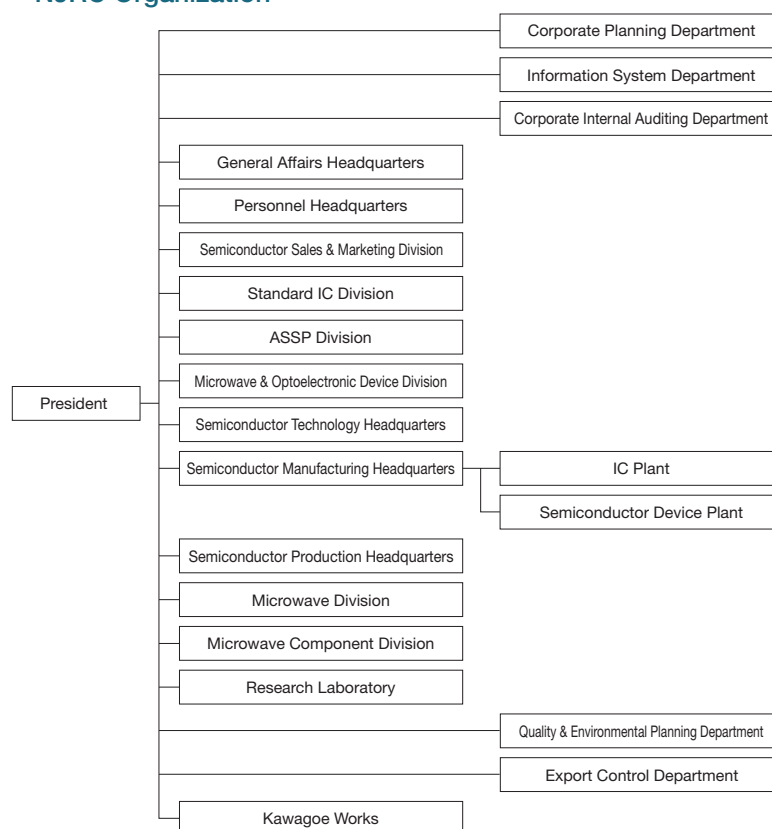 Corporate Planning Department
Information System Department
Corporate Internal Auditing Department
General Affairs Headquarters
Personnel Headquarters
Semiconductor Sales & Marketing Division
Standard IC Division
ASSP Division
Microwave & Optoelectronic Device Division
President
Semiconductor Technology Headquarters
Semiconductor Manufacturing Headquarters
IC Plant
Semiconductor Device Plant
Semiconductor Production Headquarters
Microwave Division
Microwave Component Division
Research Laboratory
Quality & Environmental Planning Department
Export Control Department
Kawagoe Works